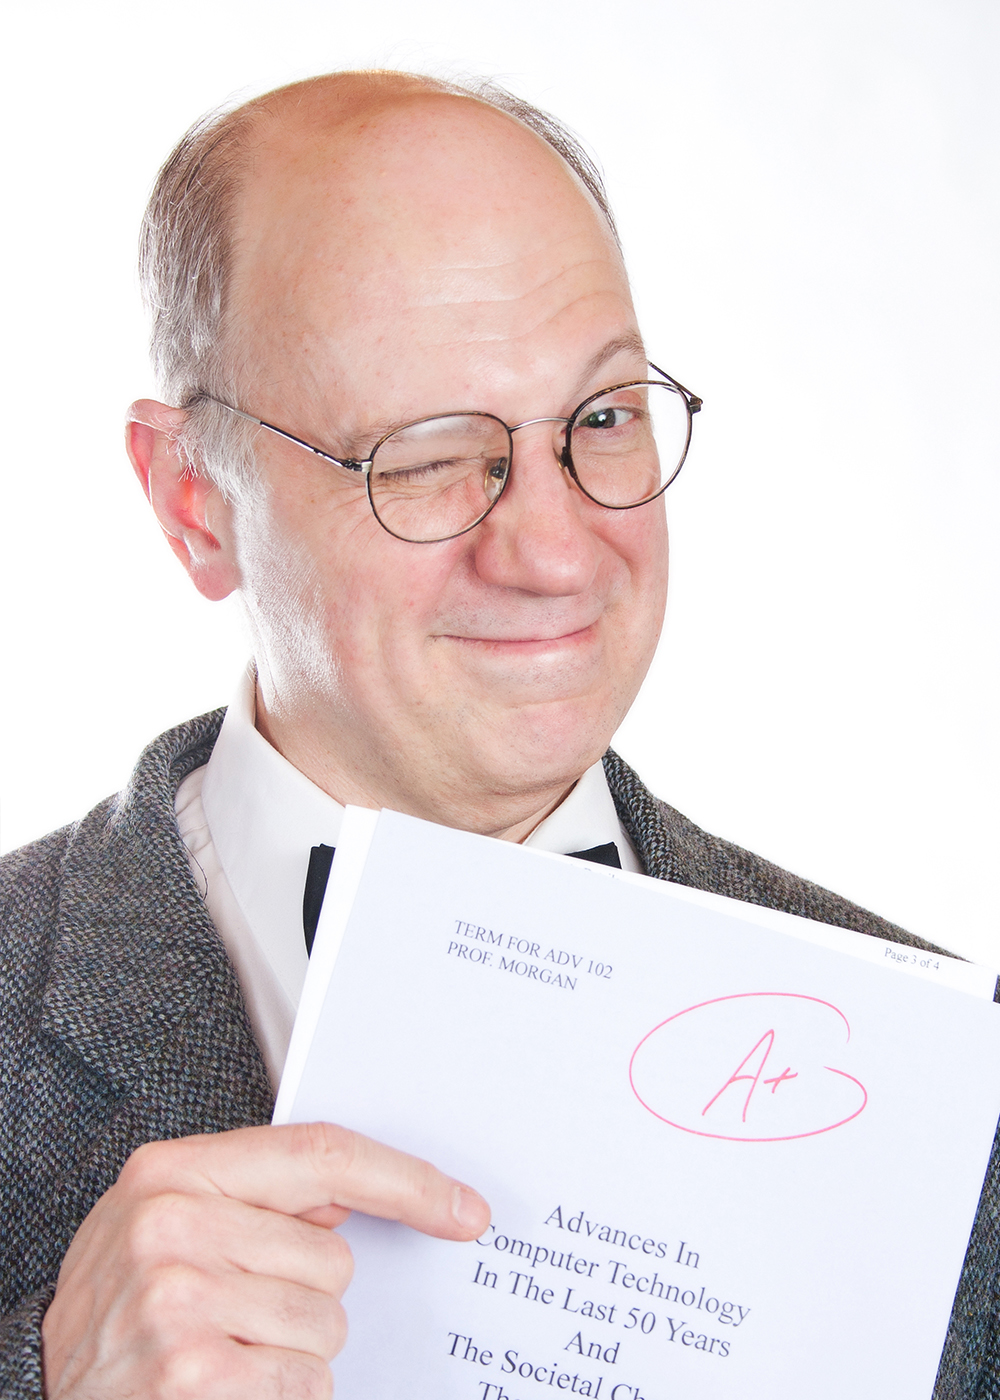 Page 3 of 4
TERM FOR ADV 102
PROF. MORGAN
A+
Advances In
Computer Technology
In The Last 50 Years
And
The Societal